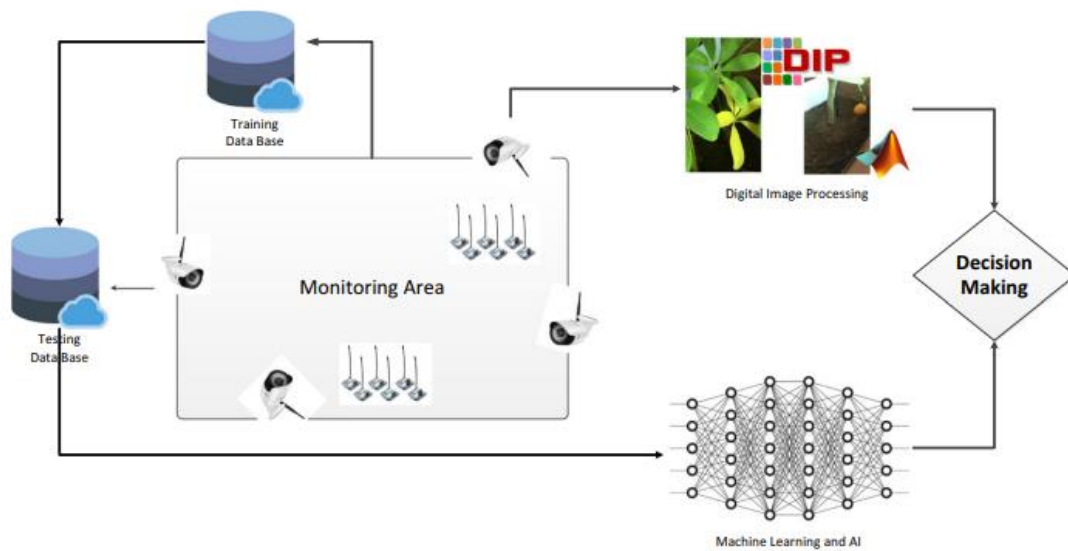 DIP
Training
Data Base
Digital Image Processing
Monitoring Area
Decision
Making
Testing
Data Base
Machine Learning and AI